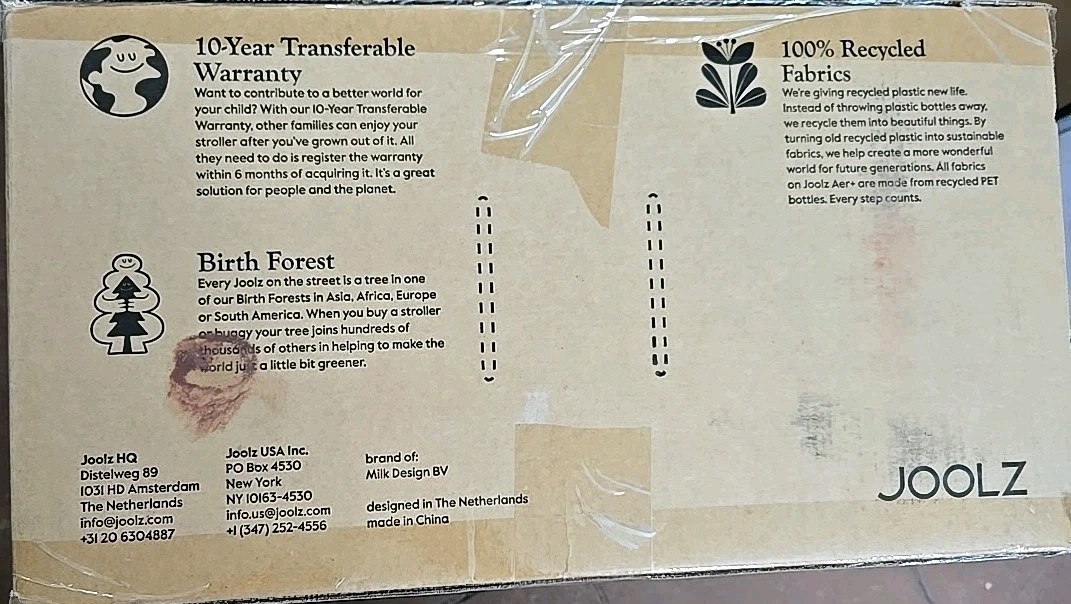 10-Year Transferable
Warranty
Want to contribute to a better world for
your child? With our 10-Year Transferable
Warranty, other families can enjoy your
stroller after you've grown out of it. All
they need to do is register the warranty
within 6 months of acquiring it. It's a great
solution for people and the planet.
Birth Forest
Every Joolz on the street is a tree in one
of our Birth Forests in Asia, Africa, Europe
or South America. When you buy a stroller
or buggy your tree joins hundreds of
thousands of others in helping to make the
world just a little bit greener.
100% Recycled
Fabrics
We're giving recycled plastic new life.
Instead of throwing plastic bottles away,
we recycle them into beautiful things. By
turning old recycled plastic into sustainable
fabrics, we help create a more wonderful
world for future generations. All fabrics
on Joolz Aer+ are made from recycled PET
bottles. Every step counts.
Joolz HQ
Distelweg 89
1031 HD Amsterdam
The Netherlands
info@joolz.com
+31 20 6304887
Joolz USA Inc.
PO Box 4530
New York
NY 10163-4530
info.us@joolz.com
+1 (347) 252-4556
brand of:
Milk Design BV
designed in The Netherlands
made in China
JOOLZ